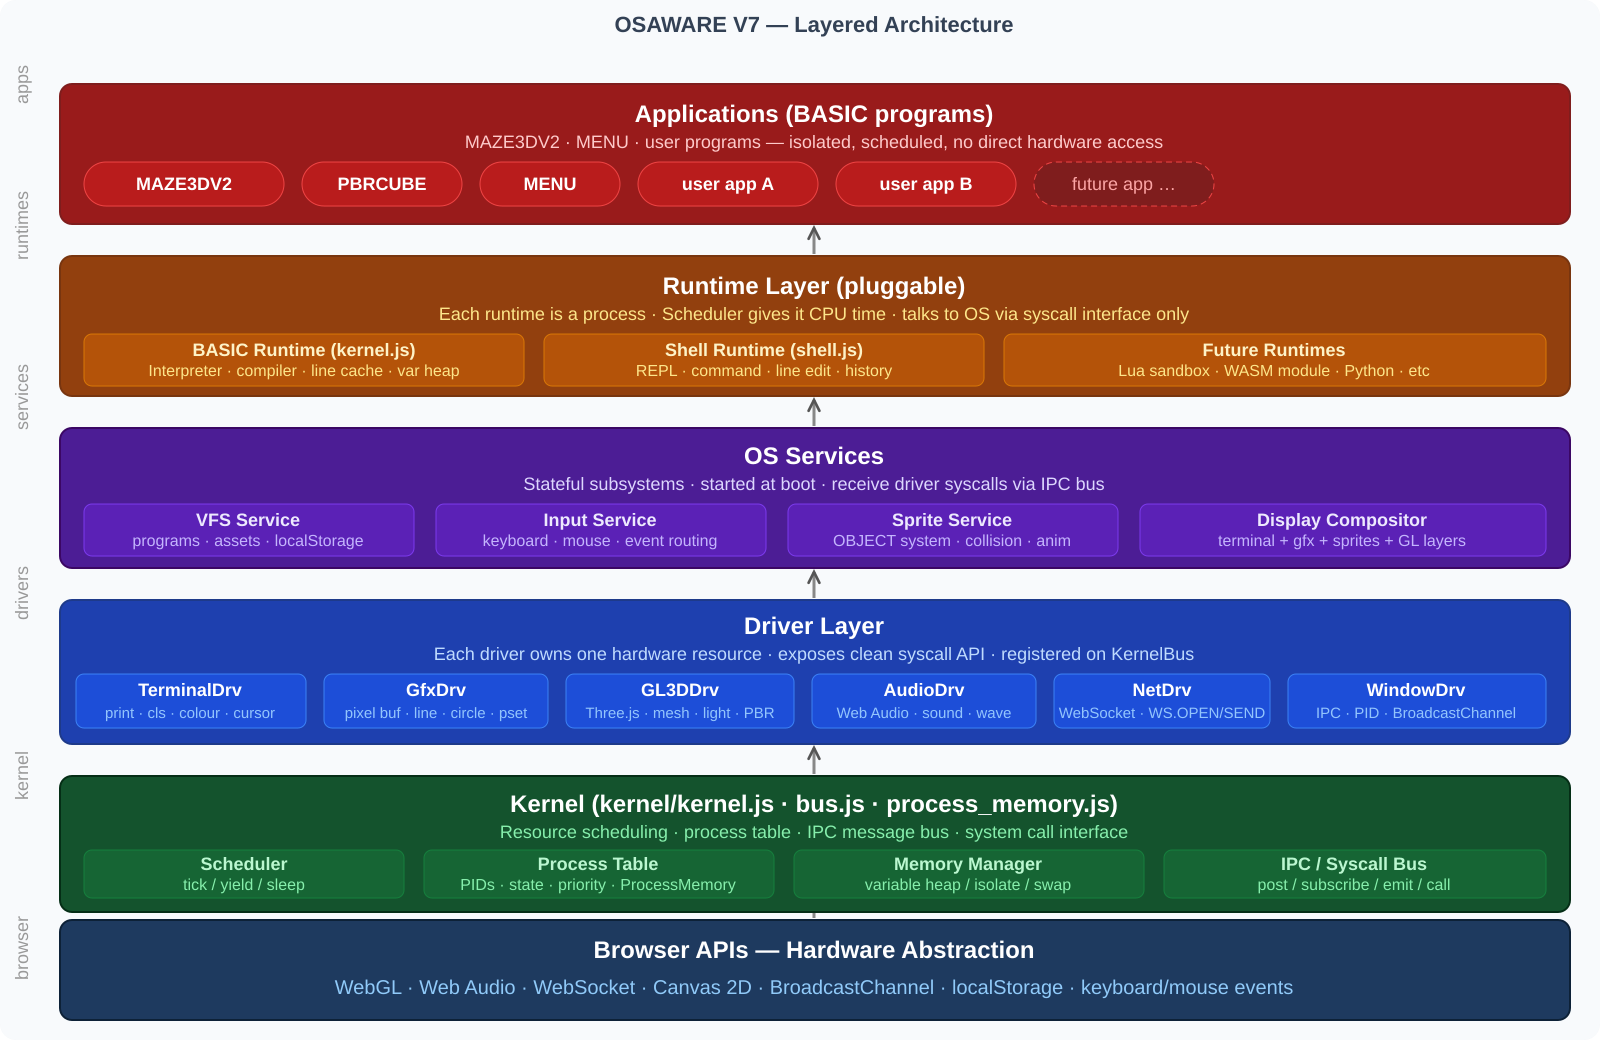 OSAWARE V7 — Layered Architecture
apps
Applications (BASIC programs)
MAZE3DV2 · MENU · user programs — isolated, scheduled, no direct hardware access
MAZE3DV2
PBRCUBE
MENU
user app A
user app B
future app …
runtimes
Runtime Layer (pluggable)
Each runtime is a process · Scheduler gives it CPU time · talks to OS via syscall interface only
BASIC Runtime (kernel.js)
Interpreter · compiler · line cache · var heap
Shell Runtime (shell.js)
REPL · command · line edit · history
Future Runtimes
Lua sandbox · WASM module · Python · etc
services
OS Services
Stateful subsystems · started at boot · receive driver syscalls via IPC bus
VFS Service
programs · assets · localStorage
Input Service
keyboard · mouse · event routing
Sprite Service
OBJECT system · collision · anim
Display Compositor
terminal + gfx + sprites + GL layers
drivers
Driver Layer
Each driver owns one hardware resource · exposes clean syscall API · registered on KernelBus
TerminalDrv
print · cls · colour · cursor
GfxDrv
pixel buf · line · circle · pset
GL3DDrv
Three.js · mesh · light · PBR
AudioDrv
Web Audio · sound · wave
NetDrv
WebSocket · WS.OPEN/SEND
WindowDrv
IPC · PID · BroadcastChannel
kernel
Kernel (kernel/kernel.js · bus.js · process_memory.js)
Resource scheduling · process table · IPC message bus · system call interface
Scheduler
tick / yield / sleep
Process Table
PIDs · state · priority · ProcessMemory
Memory Manager
variable heap / isolate / swap
IPC / Syscall Bus
post / subscribe / emit / call
browser
Browser APIs — Hardware Abstraction
WebGL · Web Audio · WebSocket · Canvas 2D · BroadcastChannel · localStorage · keyboard/mouse events